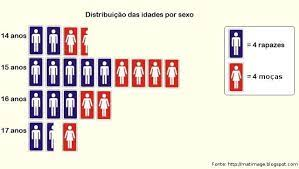 Distribuição das idades por sexo
14 anos
= 4 rapazes
15 anos
= 4 moças
16 anos
17 anos
Fonte: http://matimage.blogspot.com